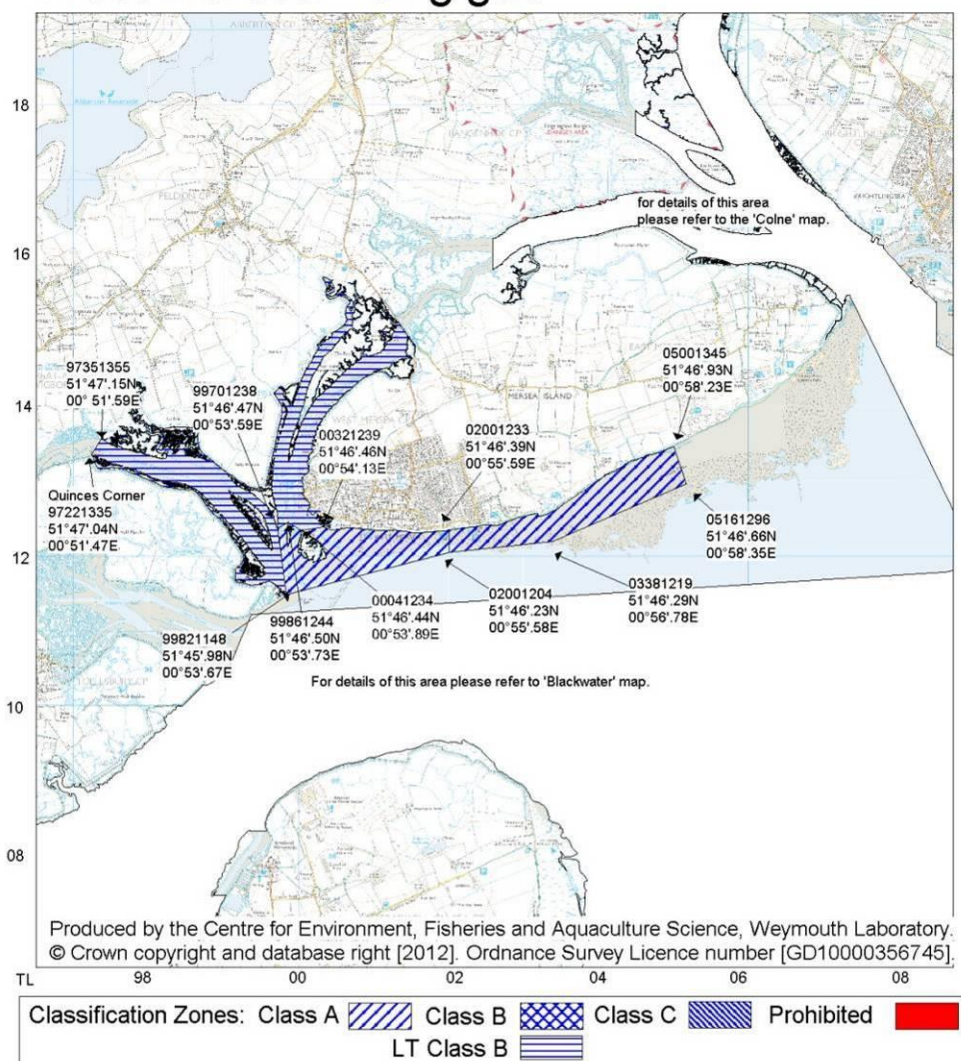 18
16
14
12
10
08
for details of this area
please refer to the 'Colne' map.
97351355
51°47'.15N
00° 51'.59E
99701238
51°46'.47N
00°53'.59E
00321239
51°46'.46N
00°54'.13E
02001233
51°46'.39N
00°55'.59E
05001345
51°46'.93N
00°58'.23E
MERSEA ISLAND
Quinces Corner
97221335
51°47'.04N
00°51'.47E
05161296
51°46'.66N
00°58'.35E
99821148
51°45'.98N
00°53'.67E
99861244
51°46'.50N
00°53'.73E
00041234
51°46'.44N
00°53'.89E
02001204
51°46'.23N
00°55'.58E
03381219
51°46'.29N
00°56'.78E
For details of this area please refer to 'Blackwater' map.
Produced by the Centre for Environment, Fisheries and Aquaculture Science, Weymouth Laboratory.
© Crown copyright and database right [2012]. Ordnance Survey Licence number [GD10000356745].
TL 98 00 02 04 06 08
Classification Zones: Class A Class B Class C Prohibited
LT Class B